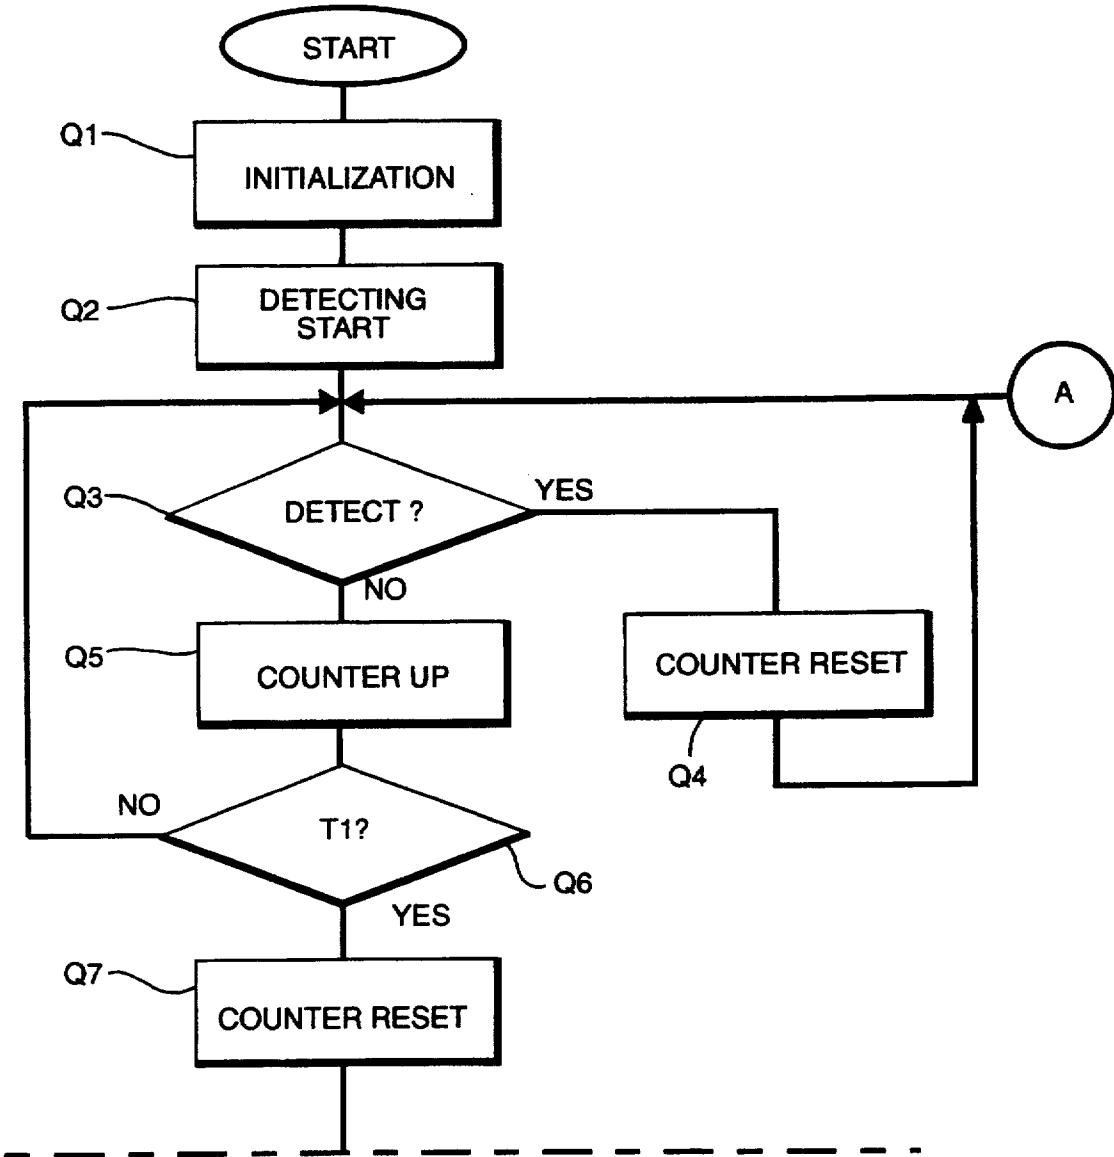 START
Q1
INITIALIZATION
Q2
DETECTING
START
A
Q3
DETECT ?
YES
NO
Q5
COUNTER UP
COUNTER RESET
Q4
NO
T1?
Q6
YES
Q7
COUNTER RESET